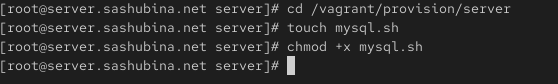 [root@server.sashubina.net server]# cd /vagrant/provision/server
[root@server.sashubina.net server]# touch mysql.sh
[root@server.sashubina.net server]# chmod +x mysql.sh
[root@server.sashubina.net server]#